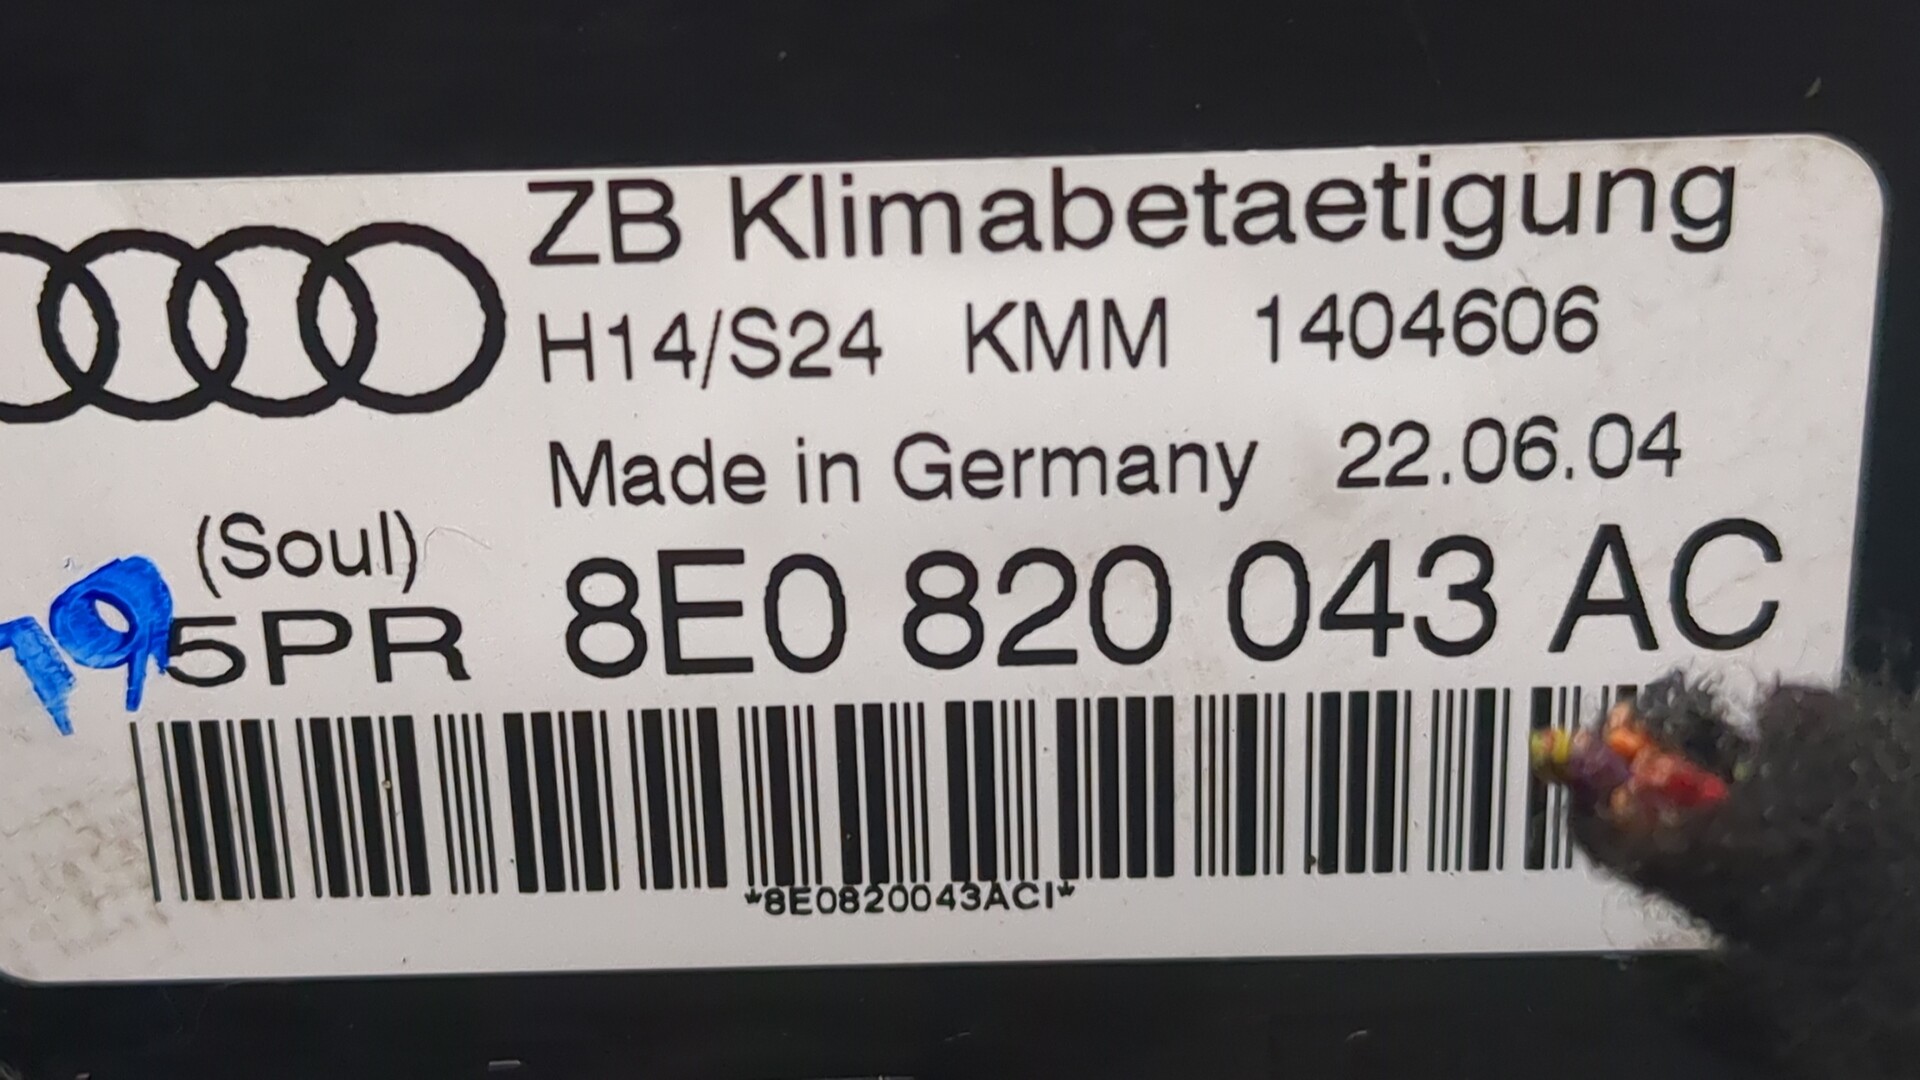 ZB Klimabetaetigung
H14/S24 KMM 1404606
Made in Germany 22.06.04
(Soul)
79
5PR 8E0 820 043 AC
*8E0820043ACI*